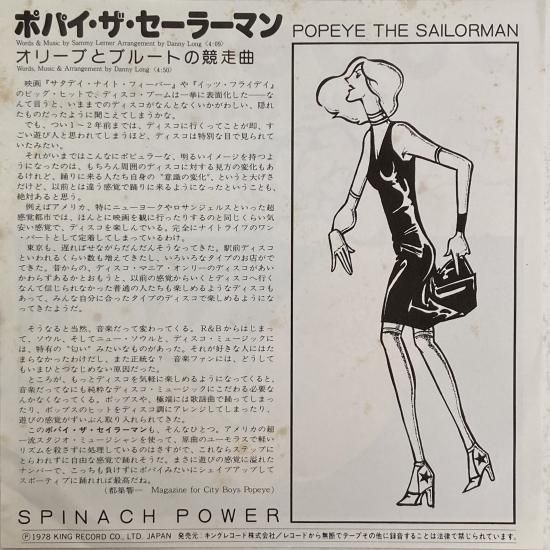 ポパイ・ザ・セーラーマン
POPEYE THE SAILORMAN
Words & Music by Sammy Lerner Arrangement by Danny Long (4:09)
オリーブとブルートの競走曲
Words, Music & Arrangement by Danny Long (4:50)
映画『サタデイ・ナイト・フィーバー』や『イッツ・フライデイ』
のビッグ・ヒットで、ディスコ・ブームは一挙に表面化した──な
んて言うと、いままでのディスコがなんとなくいかがわしい、隠れ
たものだったように聞こえてしまうかな。
でも、つい1〜2年前までは、ディスコに行くってことが即、す
ごい遊び人と思われてしまうほど、ディスコは特別な目で見られて
いたみたい。
それがいまではこんなにポピュラーな、明るいイメージを持つよ
うになったのは、もちろん周囲のディスコに対する見方の変化もあ
るけれど、踊りに来る人たち自身の“意識の変化”、というと大げさ
だけど、以前とは違う感覚で踊りに来るようになったということも、
絶対あると思う。
例えばアメリカ、特にニューヨークやロサンジェルスといった超
感覚都市では、ほんとに映画を観に行ったりするのと同じくらい気
安い感覚で、ディスコを楽しんでいる。完全にナイトライフのワン
・パートとして定着してしまっているわけ。
東京も、遅ればせながらだんだんそうなってきた。駅前ディスコ
といわれるくらい数も増えてきたし、いろいろなタイプのお店がで
てきた。昔からの、ディスコ・マニア・オンリーのディスコがあい
かわらずあるかとおもうと、以前の感覚からいくとディスコへ行く
なんて信じられなかった普通の人たちも楽しめるようなディスコも
あって、みんな自分に合ったタイプのディスコで楽しめるようにな
ってきたようだ。
そうなると当然、音楽だって変わってくる。R&Bからはじまっ
て、ソウル、そしてニュー・ソウルと、ディスコ・ミュージックに
は、特有の“匂い”みたいなものがあった。それが好きな人にはた
まらなかったわけだし、また正統な？ 音楽ファンには、どうして
もいまひとつなじめない原因だった。
ところが、もっとディスコを気軽に楽しめるようになってくると、
音楽だってなにも純粋なディスコ・ミュージックにこだわる必要な
んかなくなってくる。ポップスや、極端には歌謡曲で踊ってしまっ
たり、ポップスのヒットをディスコ調にアレンジしてしまったり、
遊びの感覚がずいぶん取り入れられてきた。
このポパイ・ザ・セイラーマンも、そんなひとつ。アメリカの超
一流スタジオ・ミュージシャンを使って、原曲のユーモラスで軽い
リズムを殺さずに処理しているのはさすがで、これならステップに
とらわれずに自由な感覚で踊れそうだ。まさに遊びの感覚に溢れた
ナンバーで、こっちも負けずにポパイみたいにシェイプアップして
スポーティブに踊れれば最高だね。
（都築響一 Magazine for City Boys Popeye）
SPINACH POWER
Ⓟ1978 KING RECORD CO., LTD. JAPAN 発売元：キングレコード株式会社／レコードから無断でテープその他に録音することは法律で禁じられています。